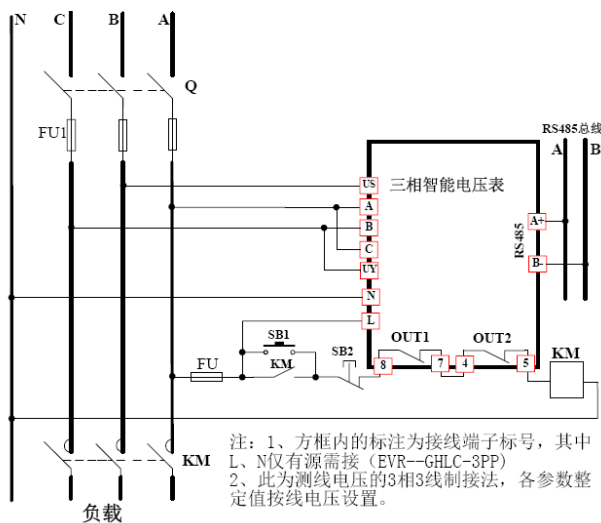 N C B A
Q
FU1
RS485总线
A B
US
三相智能电压表
A
B
C
UY
N
L
A+
RS485
B-
OUT1 OUT2
SB1
KM
SB2
FU
8 7 4 5
KM
KM
负载
注：1、方框内的标注为接线端子标号，其中
L、N仅有源需接（EVR--GHLC-3PP)
2、此为测线电压的3相3线制接法，各参数整
定值按线电压设置。